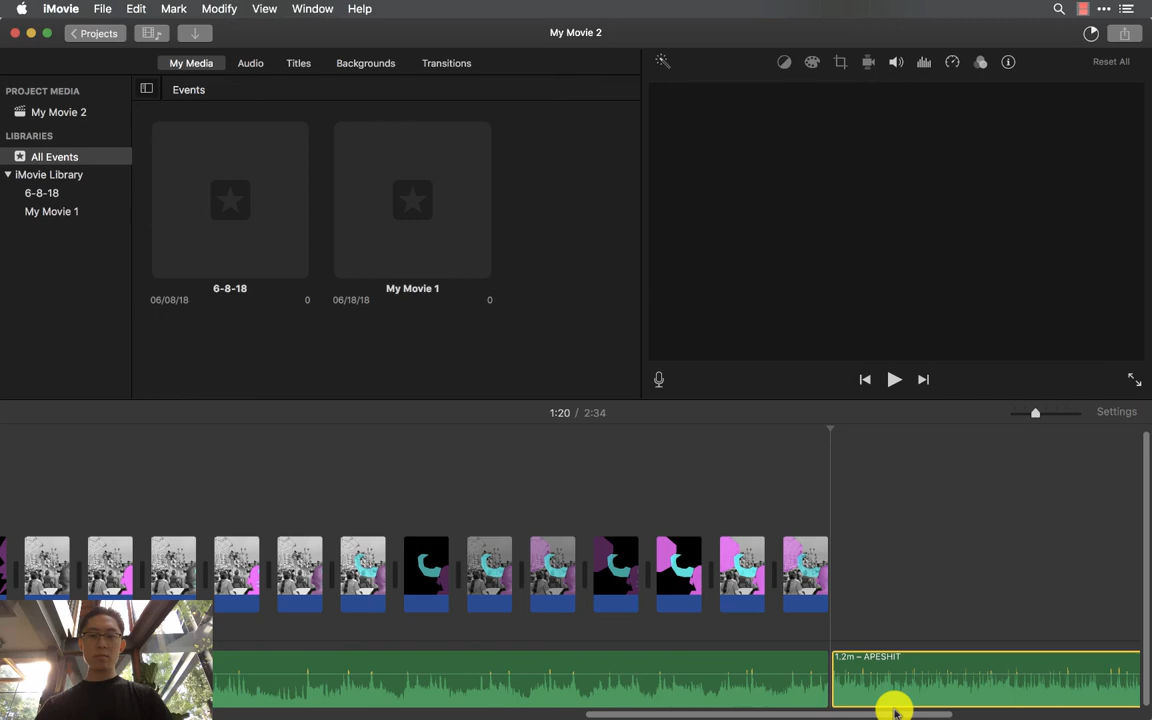 iMovie File Edit Mark Modify View Window Help
Projects
My Movie 2
My Media Audio Titles Backgrounds Transitions
Reset All
PROJECT MEDIA
My Movie 2
LIBRARIES
All Events
iMovie Library
6-8-18
My Movie 1
Events
6-8-18
06/08/18 0
My Movie 1
06/18/18 0
1:20 / 2:34
Settings
1.2m – APESHIT